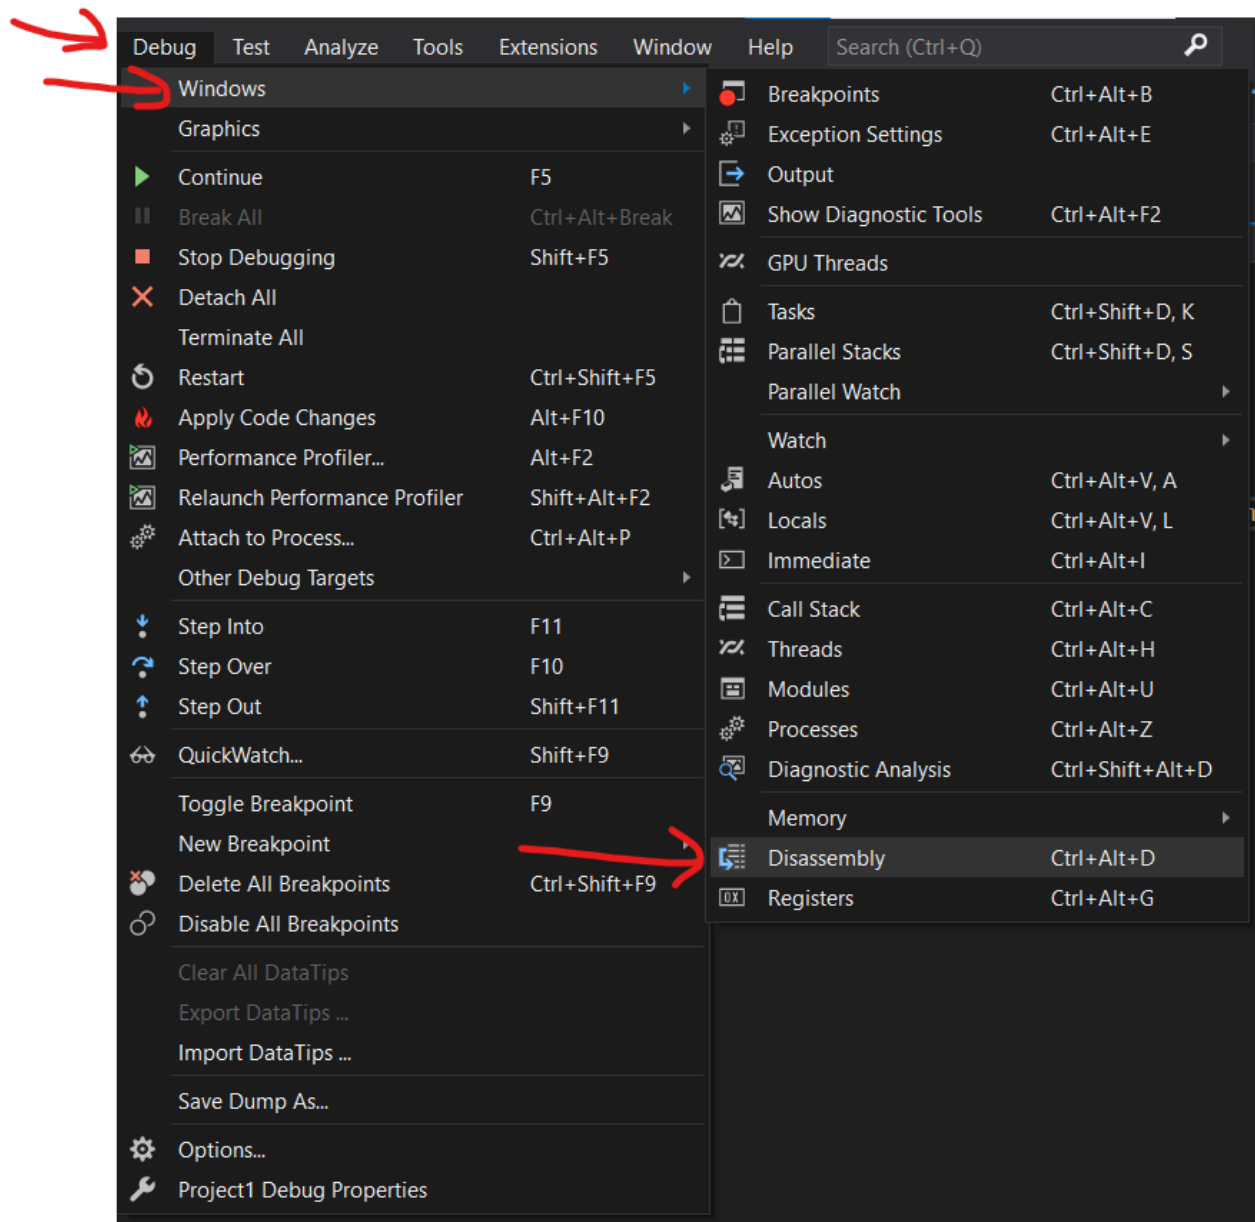 Debug Test Analyze Tools Extensions Window Help Search (Ctrl+Q)
Windows
Graphics
Continue F5
Break All Ctrl+Alt+Break
Stop Debugging Shift+F5
Detach All
Terminate All
Restart Ctrl+Shift+F5
Apply Code Changes Alt+F10
Performance Profiler... Alt+F2
Relaunch Performance Profiler Shift+Alt+F2
Attach to Process... Ctrl+Alt+P
Other Debug Targets
Step Into F11
Step Over F10
Step Out Shift+F11
QuickWatch... Shift+F9
Toggle Breakpoint F9
New Breakpoint
Delete All Breakpoints Ctrl+Shift+F9
Disable All Breakpoints
Clear All DataTips
Export DataTips ...
Import DataTips ...
Save Dump As...
Options...
Project1 Debug Properties
Breakpoints Ctrl+Alt+B
Exception Settings Ctrl+Alt+E
Output
Show Diagnostic Tools Ctrl+Alt+F2
GPU Threads
Tasks Ctrl+Shift+D, K
Parallel Stacks Ctrl+Shift+D, S
Parallel Watch
Watch
Autos Ctrl+Alt+V, A
Locals Ctrl+Alt+V, L
Immediate Ctrl+Alt+I
Call Stack Ctrl+Alt+C
Threads Ctrl+Alt+H
Modules Ctrl+Alt+U
Processes Ctrl+Alt+Z
Diagnostic Analysis Ctrl+Shift+Alt+D
Memory
Disassembly Ctrl+Alt+D
Registers Ctrl+Alt+G